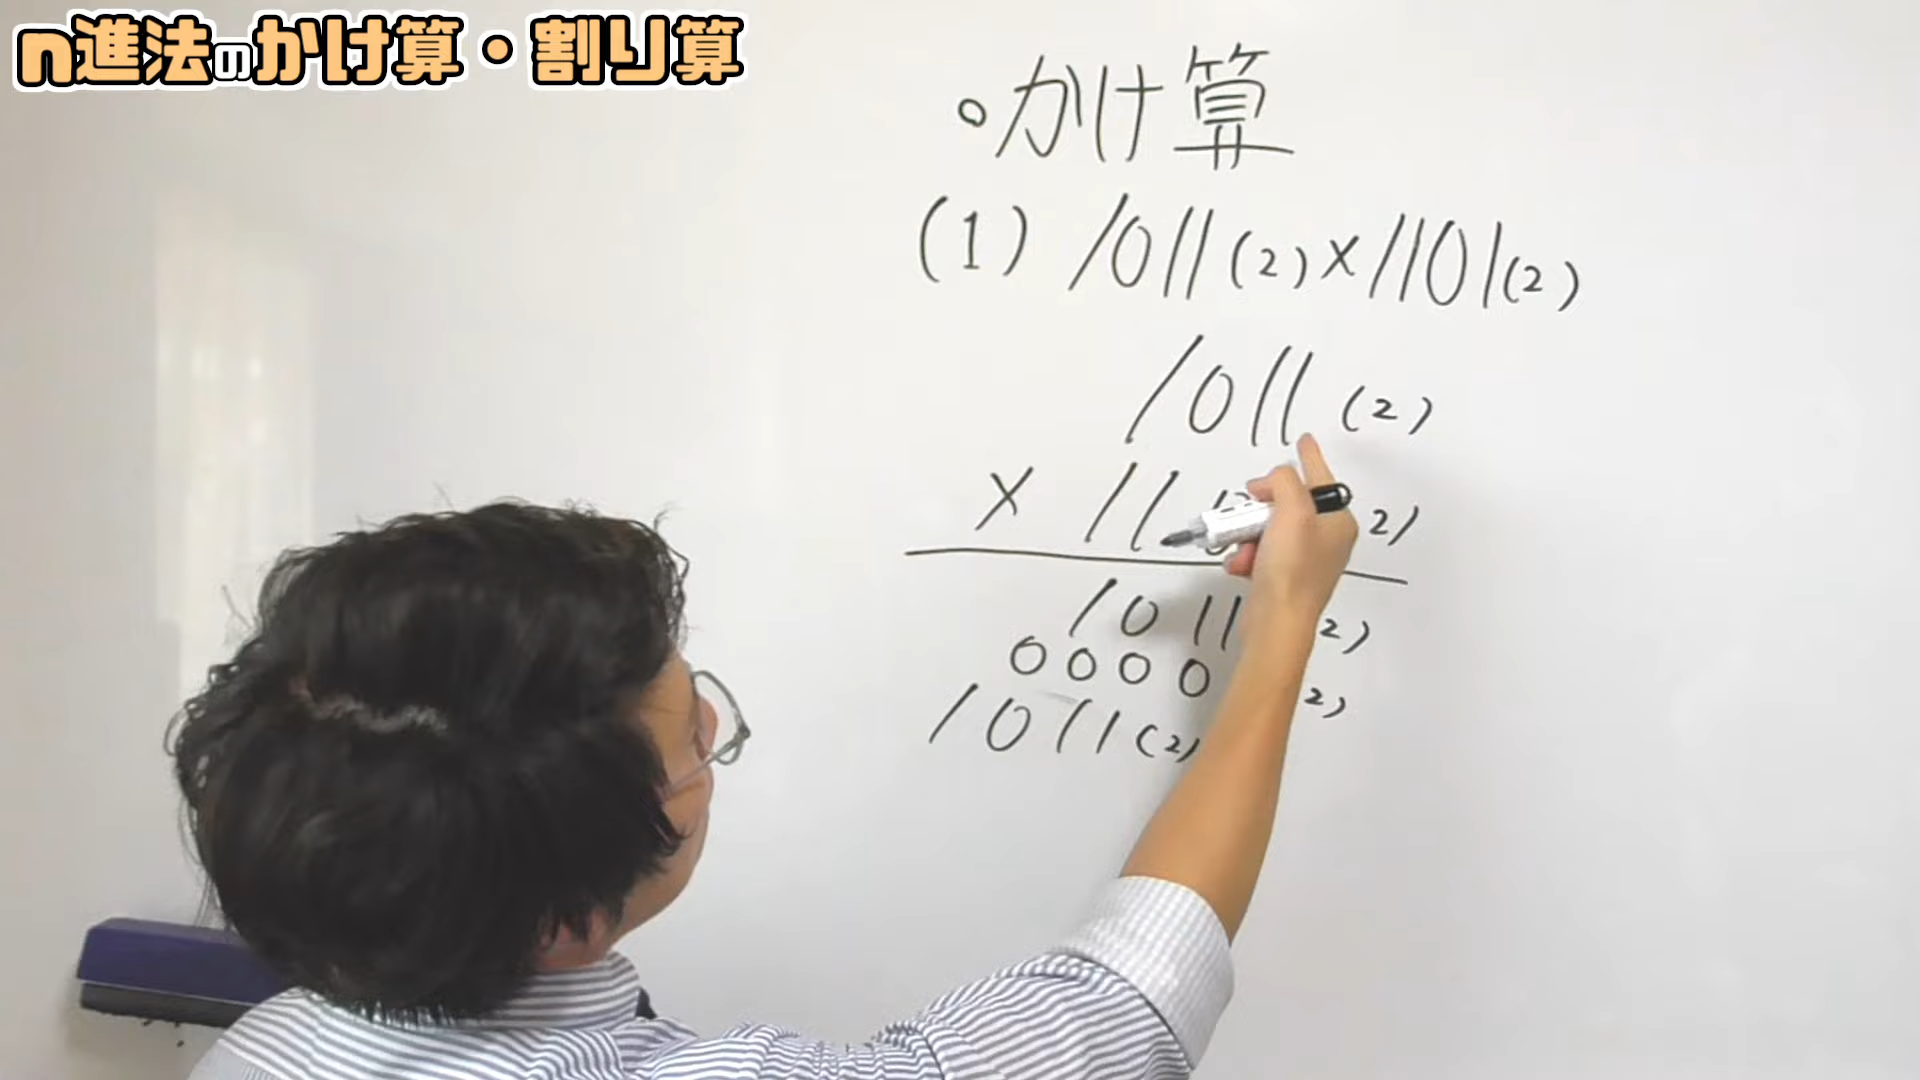 n進法のかけ算・割り算
。かけ算
(1) 1011(2)×1101(2)
1011(2)
× 11 2)
1011 2)
0000 2)
1011(2)